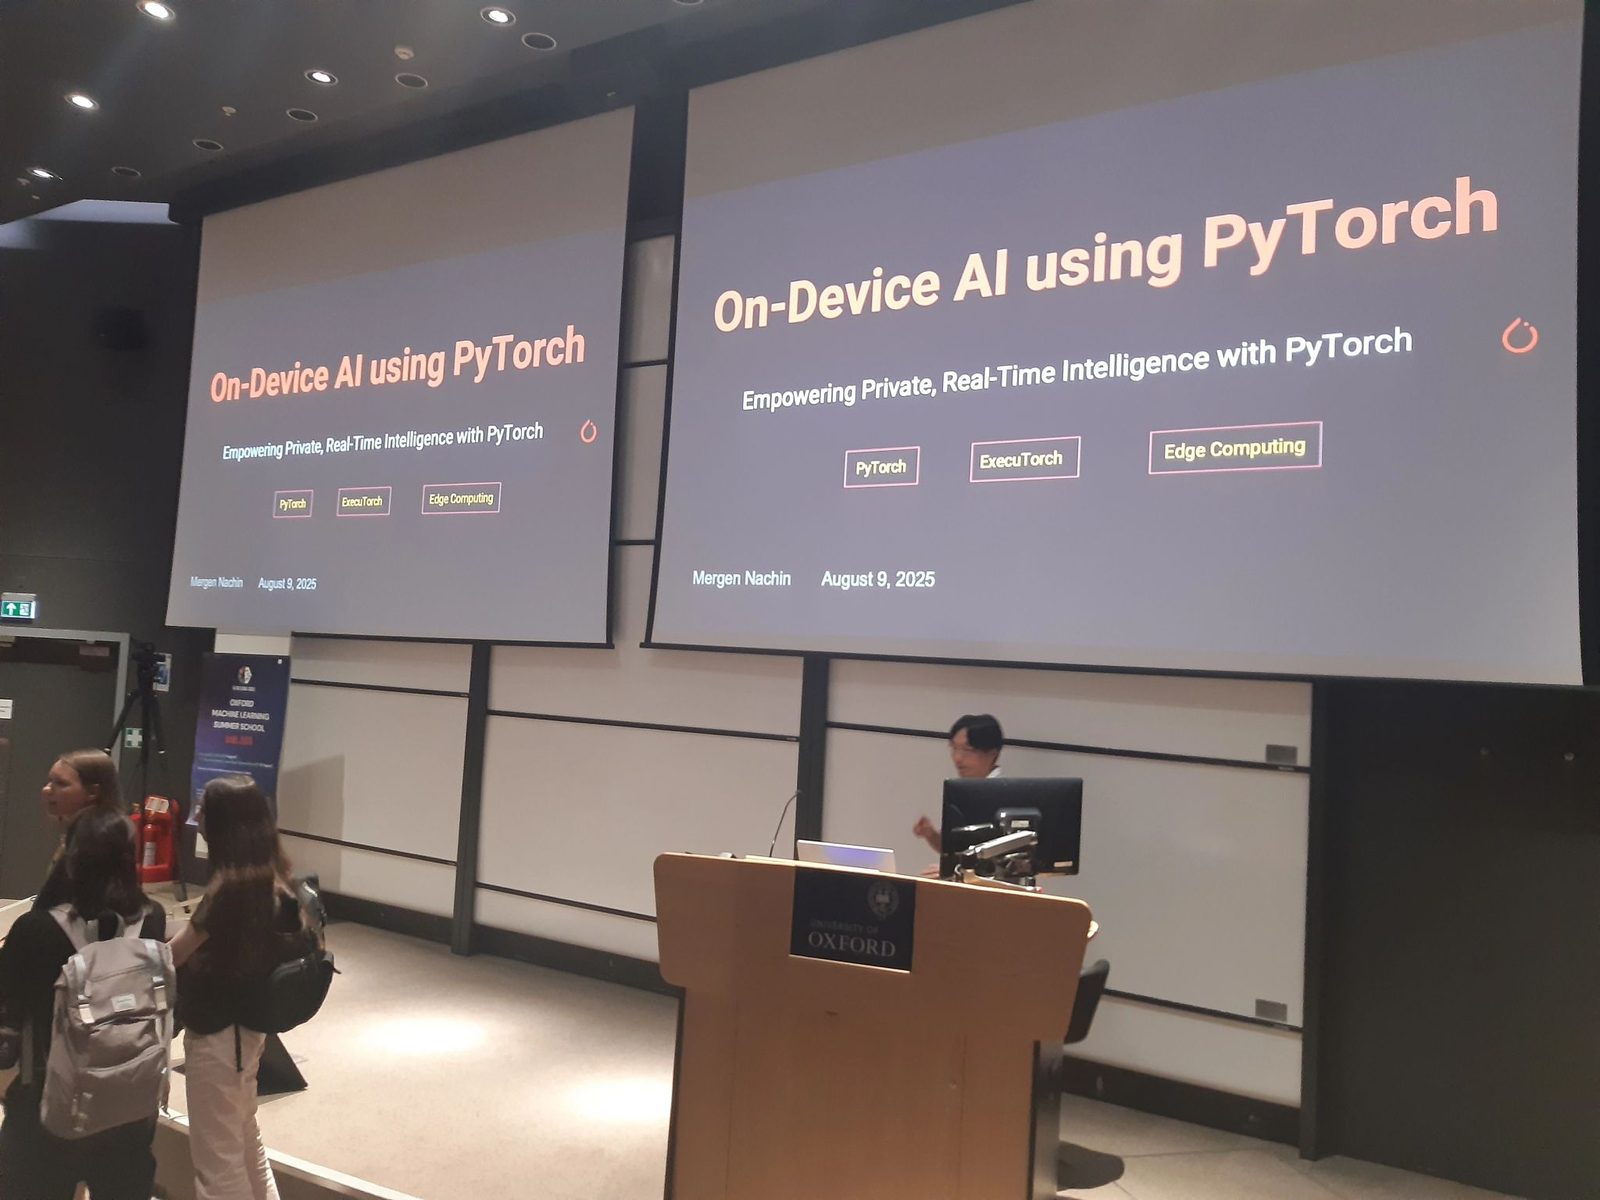 On-Device AI using PyTorch
Empowering Private, Real-Time Intelligence with PyTorch
PyTorch
ExecuTorch
Edge Computing
Mergen Nachin
August 9, 2025
On-Device AI using PyTorch
Empowering Private, Real-Time Intelligence with PyTorch
PyTorch
ExecuTorch
Edge Computing
Mergen Nachin
August 9, 2025
OXFORD
MACHINE LEARNING
SUMMER SCHOOL
UNIVERSITY OF
OXFORD